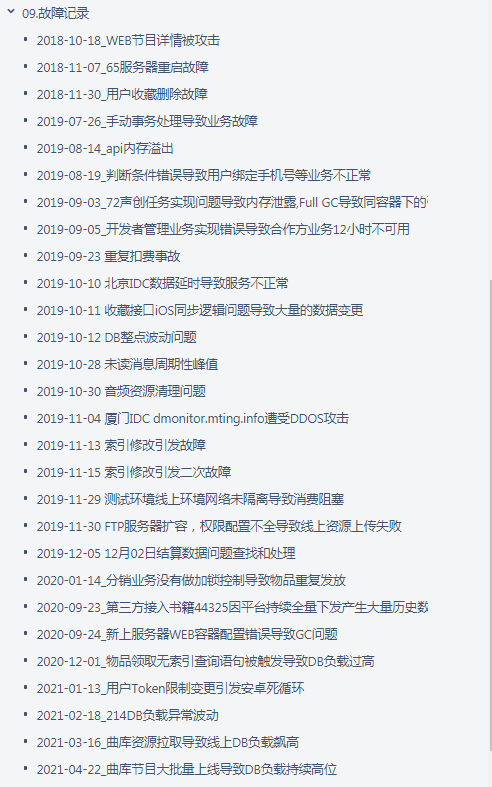 09.故障记录
2018-10-18_WEB节目详情被攻击
2018-11-07_65服务器重启故障
2018-11-30_用户收藏删除故障
2019-07-26_手动事务处理导致业务故障
2019-08-14_api内存溢出
2019-08-19_判断条件错误导致用户绑定手机号等业务不正常
2019-09-03_72声创任务实现问题导致内存泄露,Full GC导致同容器下的
2019-09-05_开发者管理业务实现错误导致合作方业务12小时不可用
2019-09-23 重复扣费事故
2019-10-10 北京IDC数据延时导致服务不正常
2019-10-11 收藏接口iOS同步逻辑问题导致大量的数据变更
2019-10-12 DB整点波动问题
2019-10-28 未读消息周期性峰值
2019-10-30 音频资源清理问题
2019-11-04 厦门IDC dmonitor.mting.info遭受DDOS攻击
2019-11-13 索引修改引发故障
2019-11-15 索引修改引发二次故障
2019-11-29 测试环境线上环境网络未隔离导致消费阻塞
2019-11-30 FTP服务器扩容，权限配置不全导致线上资源上传失败
2019-12-05 12月02日结算数据问题查找和处理
2020-01-14_分销业务没有做加锁控制导致物品重复发放
2020-09-23_第三方接入书籍44325因平台持续全量下发产生大量历史数
2020-09-24_新上服务器WEB容器配置错误导致GC问题
2020-12-01_物品领取无索引查询语句被触发导致DB负载过高
2021-01-13_用户Token限制变更引发安卓死循环
2021-02-18_214DB负载异常波动
2021-03-16_曲库资源拉取导致线上DB负载飙高
2021-04-22_曲库节目大批量上线导致DB负载持续高位